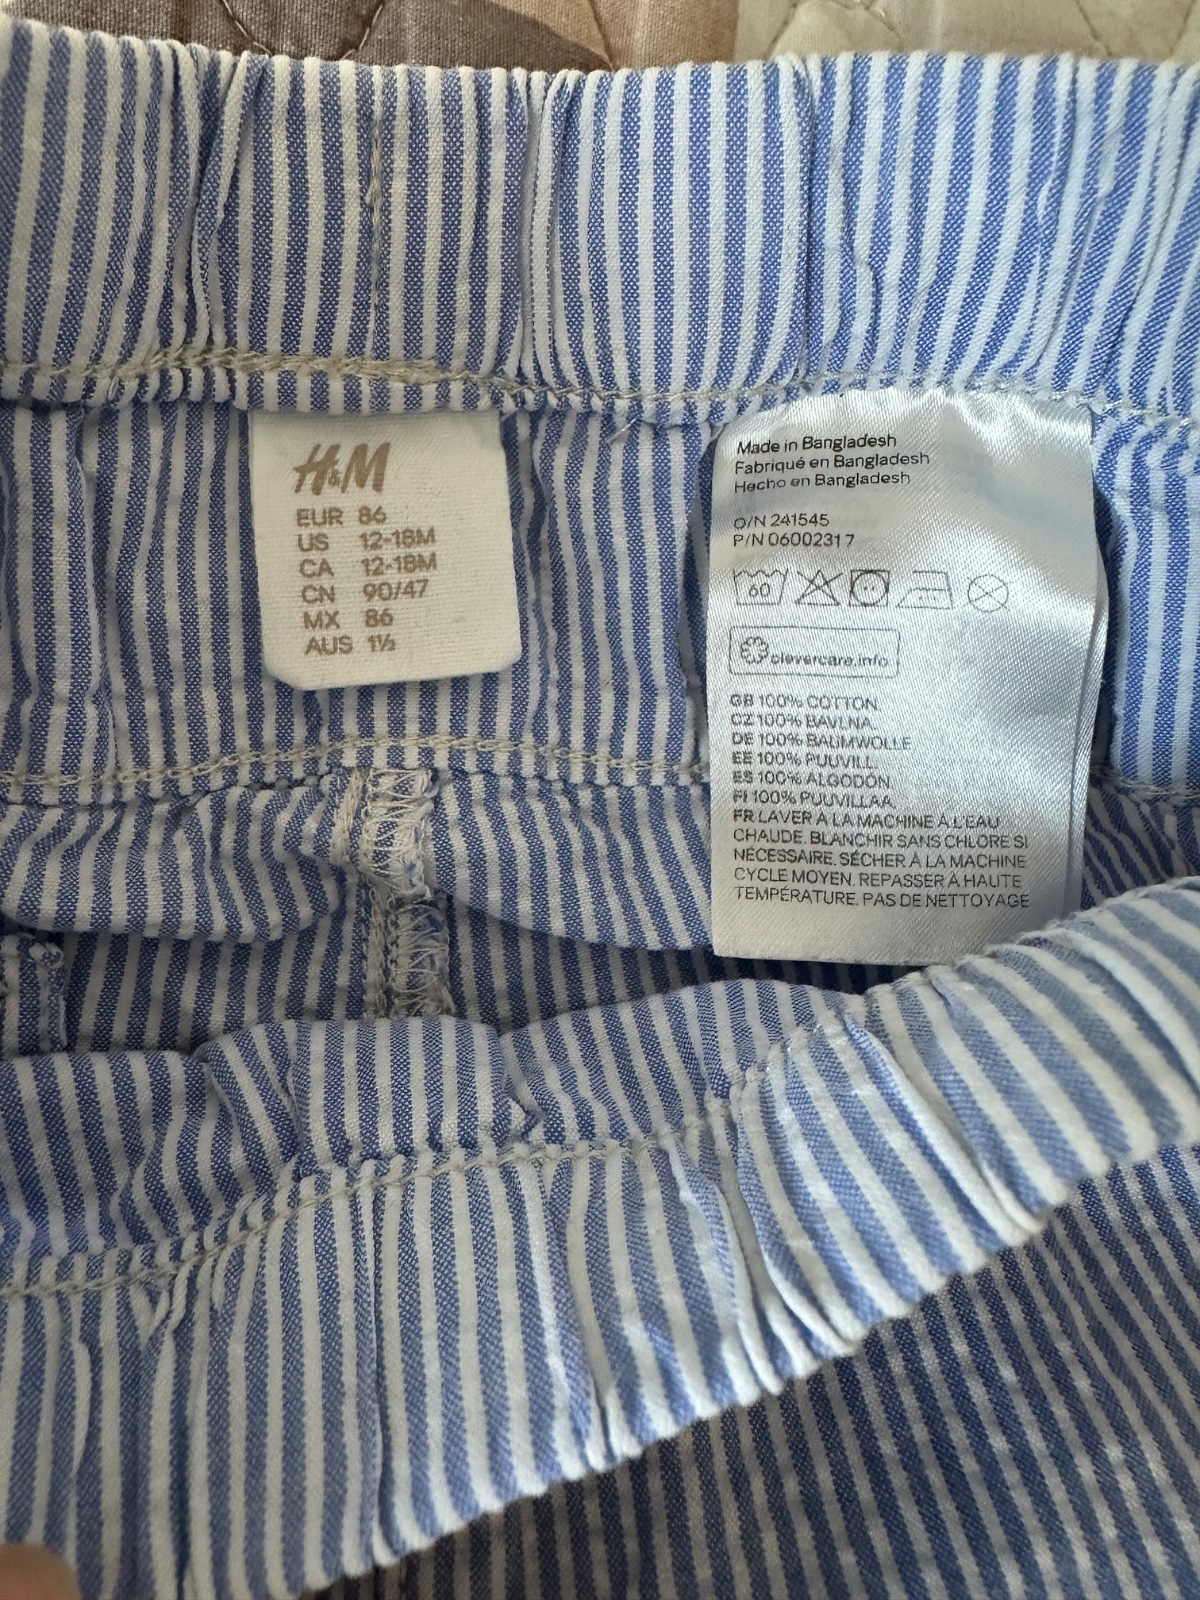 H&M
EUR 86
US 12-18M
CA 12-18M
CN 90/47
MX 86
AUS 1½
Made in Bangladesh
Fabriqué en Bangladesh
Hecho en Bangladesh
O/N 241545
P/N 06002317
60
clevercare.info
GB 100% COTTON.
CZ 100% BAVLNA.
DE 100% BAUMWOLLE
EE 100% PUUVILL.
ES 100% ALGODÓN.
FI 100% PUUVILLAA.
FR LAVER À LA MACHINE À L'EAU
CHAUDE. BLANCHIR SANS CHLORE SI
NÉCESSAIRE. SÉCHER À LA MACHINE
CYCLE MOYEN. REPASSER À HAUTE
TEMPÉRATURE. PAS DE NETTOYAGE